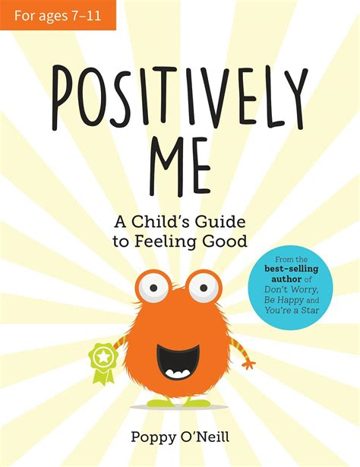 For ages 7–11
POSITIVELY
ME
A Child's Guide
to Feeling Good
From the
best-selling
author of
Don't Worry,
Be Happy and
You're a Star
Poppy O'Neill